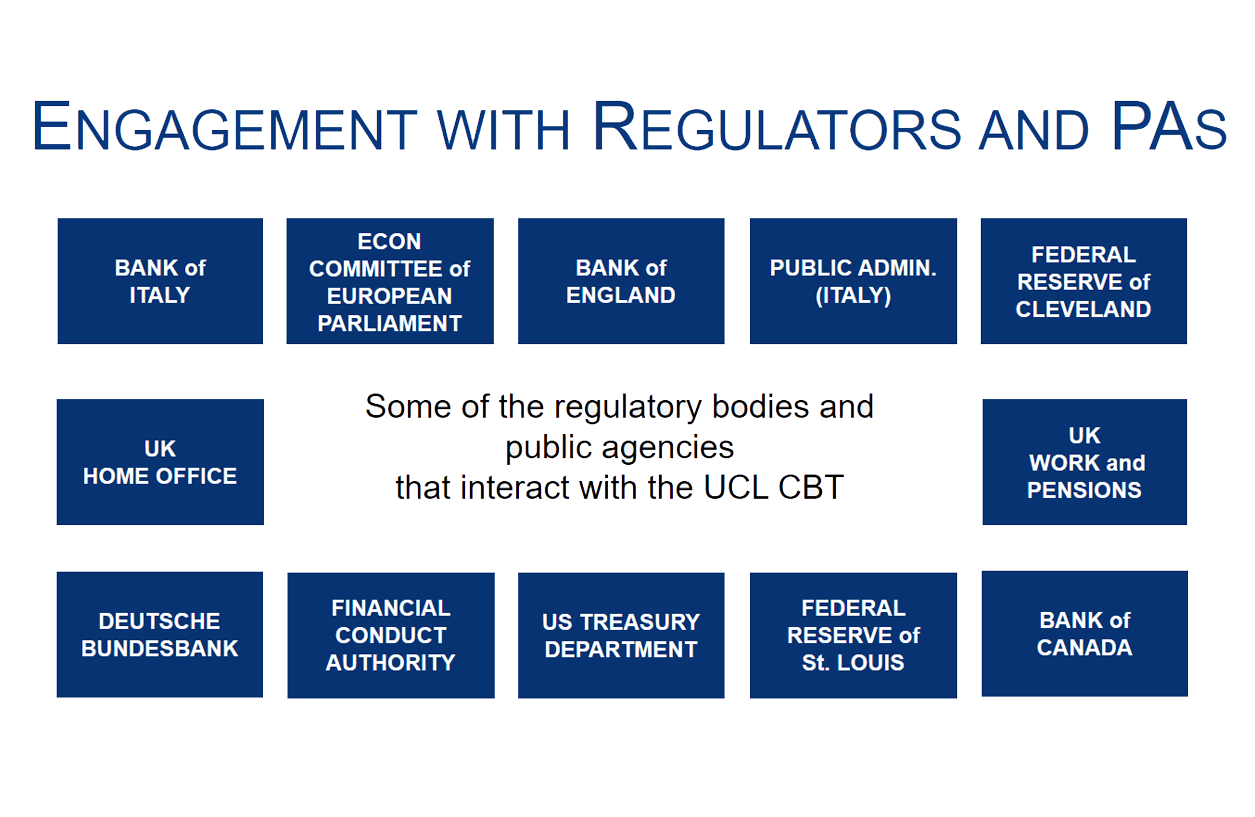 ENGAGEMENT WITH REGULATORS AND PAS
BANK of
ITALY
ECON
COMMITTEE of
EUROPEAN
PARLIAMENT
BANK of
ENGLAND
PUBLIC ADMIN.
(ITALY)
FEDERAL
RESERVE of
CLEVELAND
UK
HOME OFFICE
Some of the regulatory bodies and
public agencies
that interact with the UCL CBT
UK
WORK and
PENSIONS
DEUTSCHE
BUNDESBANK
FINANCIAL
CONDUCT
AUTHORITY
US TREASURY
DEPARTMENT
FEDERAL
RESERVE of
St. LOUIS
BANK of
CANADA